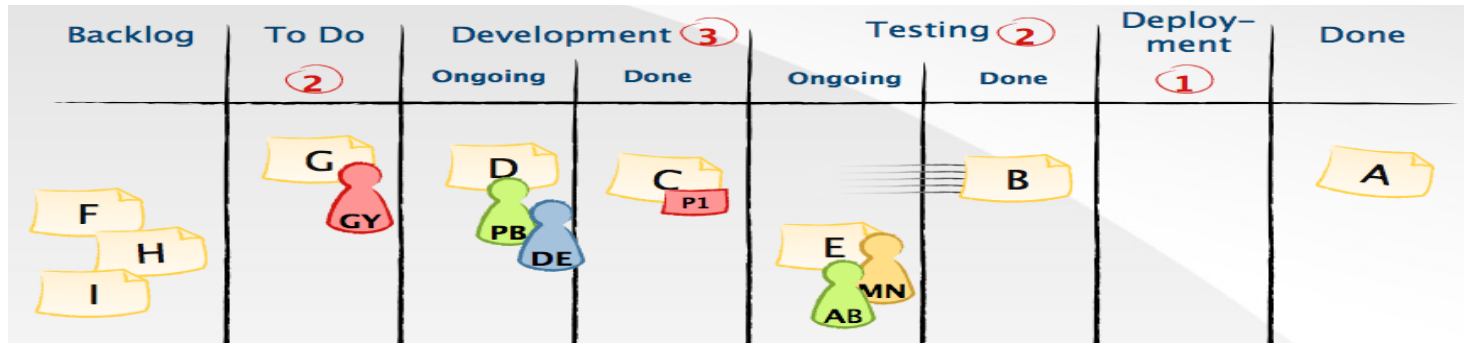 Backlog
To Do
2
Development 3
Ongoing
Done
Testing 2
Ongoing
Done
Deploy-
ment
1
Done
F
H
I
G
GY
D
PB
DE
C
P1
E
MN
AB
B
A